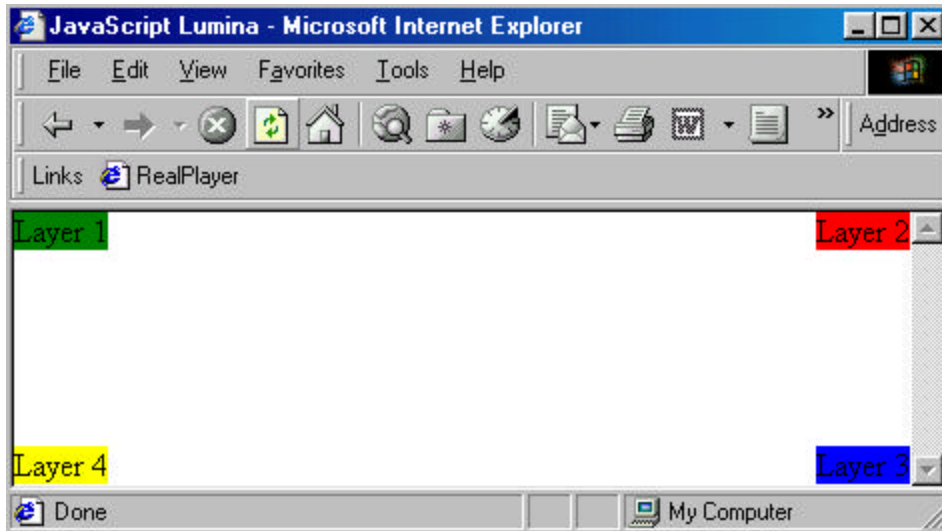 JavaScript Lumina - Microsoft Internet Explorer
File Edit View Favorites Tools Help
W » Address
Links RealPlayer
Layer 1 Layer 2
Layer 4 Layer 3
Done My Computer